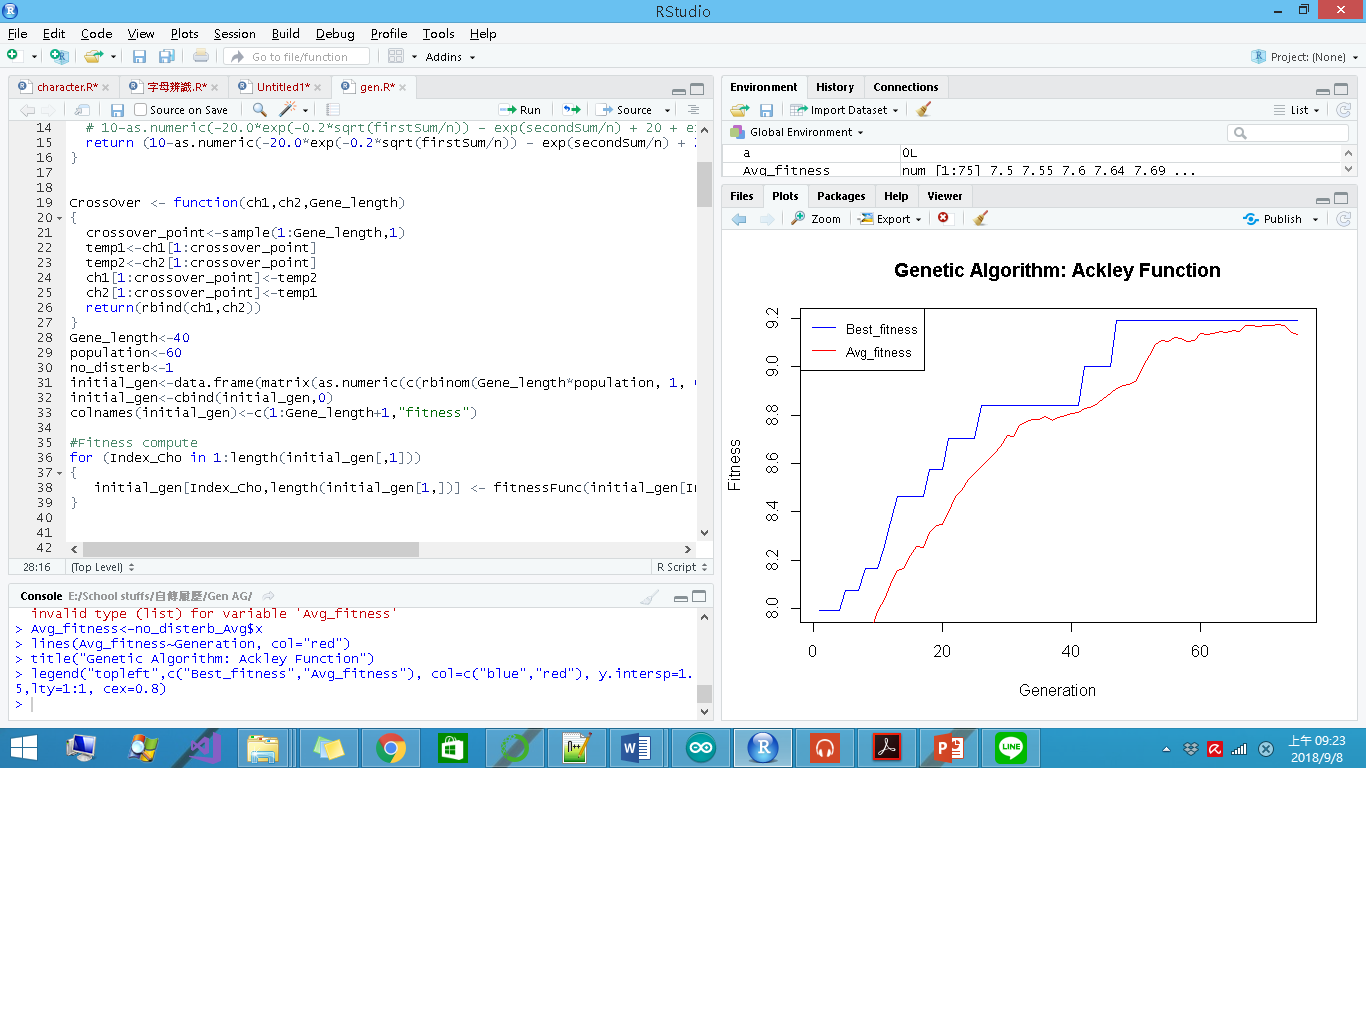 RStudio
File Edit Code View Plots Session Build Debug Profile Tools Help
Go to file/function Addins Project: (None)
character.R* 字母辨識.R* Untitled1* gen.R*
Source on Save Run Source
14 # 10-as.numeric(-20.0*exp(-0.2*sqrt(firstSum/n)) - exp(secondSum/n) + 20 + e
15 return (10-as.numeric(-20.0*exp(-0.2*sqrt(firstSum/n)) - exp(secondSum/n) +
16 }
17
18
19 CrossOver <- function(ch1,ch2,Gene_length)
20 {
21 crossover_point<-sample(1:Gene_length,1)
22 temp1<-ch1[1:crossover_point]
23 temp2<-ch2[1:crossover_point]
24 ch1[1:crossover_point]<-temp2
25 ch2[1:crossover_point]<-temp1
26 return(rbind(ch1,ch2))
27 }
28 Gene_length<-40
29 population<-60
30 no_disterb<-1
31 initial_gen<-data.frame(matrix(as.numeric(c(rbinom(Gene_length*population, 1,
32 initial_gen<-cbind(initial_gen,0)
33 colnames(initial_gen)<-c(1:Gene_length+1,"fitness")
34
35 #Fitness compute
36 for (Index_Cho in 1:length(initial_gen[,1]))
37 {
38 initial_gen[Index_Cho,length(initial_gen[1,])] <- fitnessFunc(initial_gen[In
39 }
40
41
42
28:16 (Top Level) R Script
Console E:/School stuffs/自修履歷/Gen AG/
invalid type (list) for variable 'Avg_fitness'
> Avg_fitness<-no_disterb_Avg$x
> lines(Avg_fitness~Generation, col="red")
> title("Genetic Algorithm: Ackley Function")
> legend("topleft",c("Best_fitness","Avg_fitness"), col=c("blue","red"), y.intersp=1.
5,lty=1:1, cex=0.8)
>
Environment History Connections
Import Dataset List
Global Environment
a 0L
Avg_fitness num [1:75] 7.5 7.55 7.6 7.64 7.69 ...
Files Plots Packages Help Viewer
Zoom Export Publish
Genetic Algorithm: Ackley Function
Best_fitness
Avg_fitness
Fitness
9.2
9.0
8.8
8.6
8.4
8.2
8.0
0 20 40 60
Generation
上午 09:23
2018/9/8